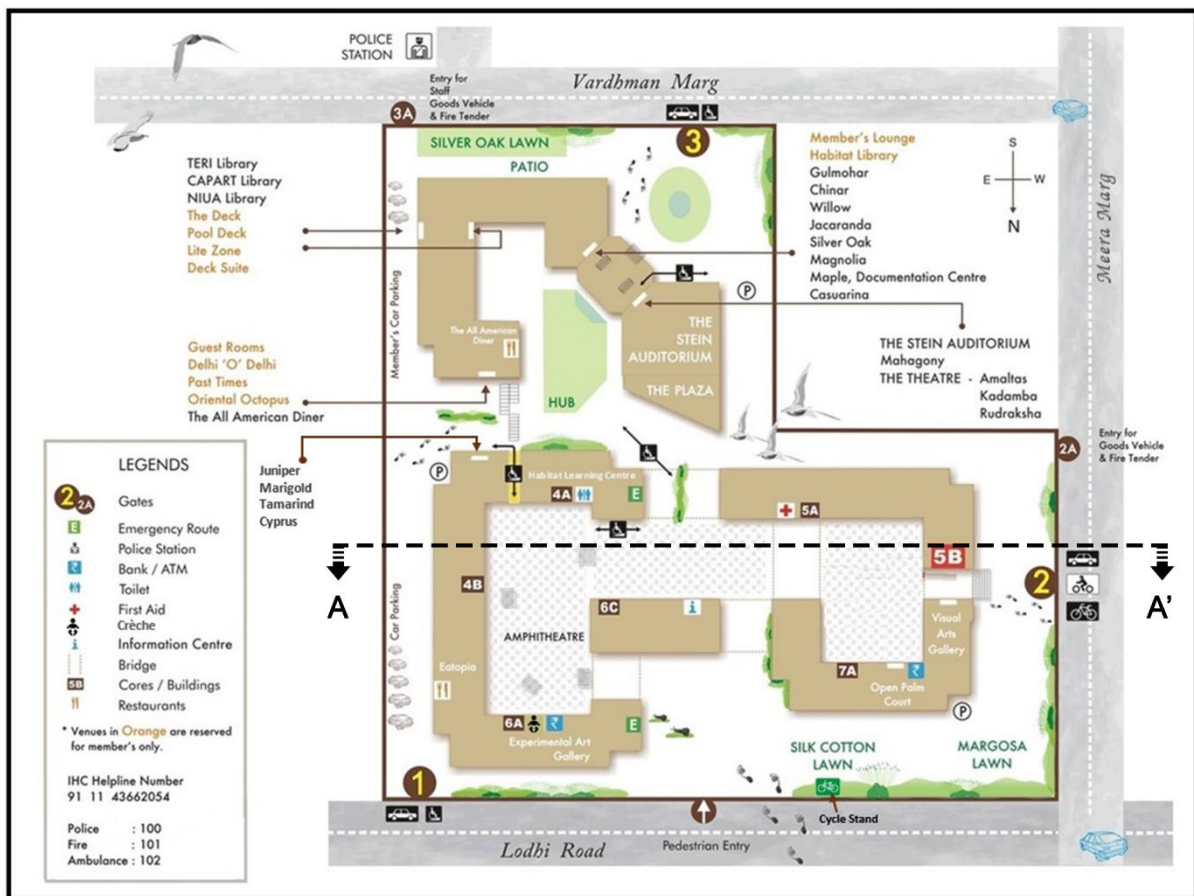 POLICE
STATION
Entry for
Staff
Goods Vehicle
& Fire Tender
Vardhman Marg
3A
3
SILVER OAK LAWN
PATIO
TERI Library
CAPART Library
NIUA Library
The Deck
Pool Deck
Lite Zone
Deck Suite
Member's Lounge
Habitat Library
Gulmohar
Chinar
Willow
Jacaranda
Silver Oak
Magnolia
Maple, Documentation Centre
Casuarina
S
E W
N
Meera Marg
Member's Car Parking
P
The All American
Diner
THE
STEIN
AUDITORIUM
THE PLAZA
HUB
THE STEIN AUDITORIUM
Mahagony
THE THEATRE - Amaltas
Kadamba
Rudraksha
Guest Rooms
Delhi 'O' Delhi
Past Times
Oriental Octopus
The All American Diner
Juniper
Marigold
Tamarind
Cyprus
2A
Entry for
Goods Vehicle
& Fire Tender
LEGENDS
2 2A Gates
E Emergency Route
Police Station
₹ Bank / ATM
Toilet
First Aid
Crèche
i Information Centre
Bridge
5B Cores / Buildings
Restaurants
* Venues in Orange are reserved
for member's only.
IHC Helpline Number
91 11 43662054
Police : 100
Fire : 101
Ambulance : 102
P
Habitat Learning Centre
4A
E
5A
5B
2
A
A'
4B
6C
i
AMPHITHEATRE
Visual
Arts
Gallery
Car Parking
Eatopia
7A
₹
Open Palm
Court
P
6A
₹
E
Experimental Art
Gallery
SILK COTTON
LAWN
MARGOSA
LAWN
1
Cycle Stand
Lodhi Road
Pedestrian Entry